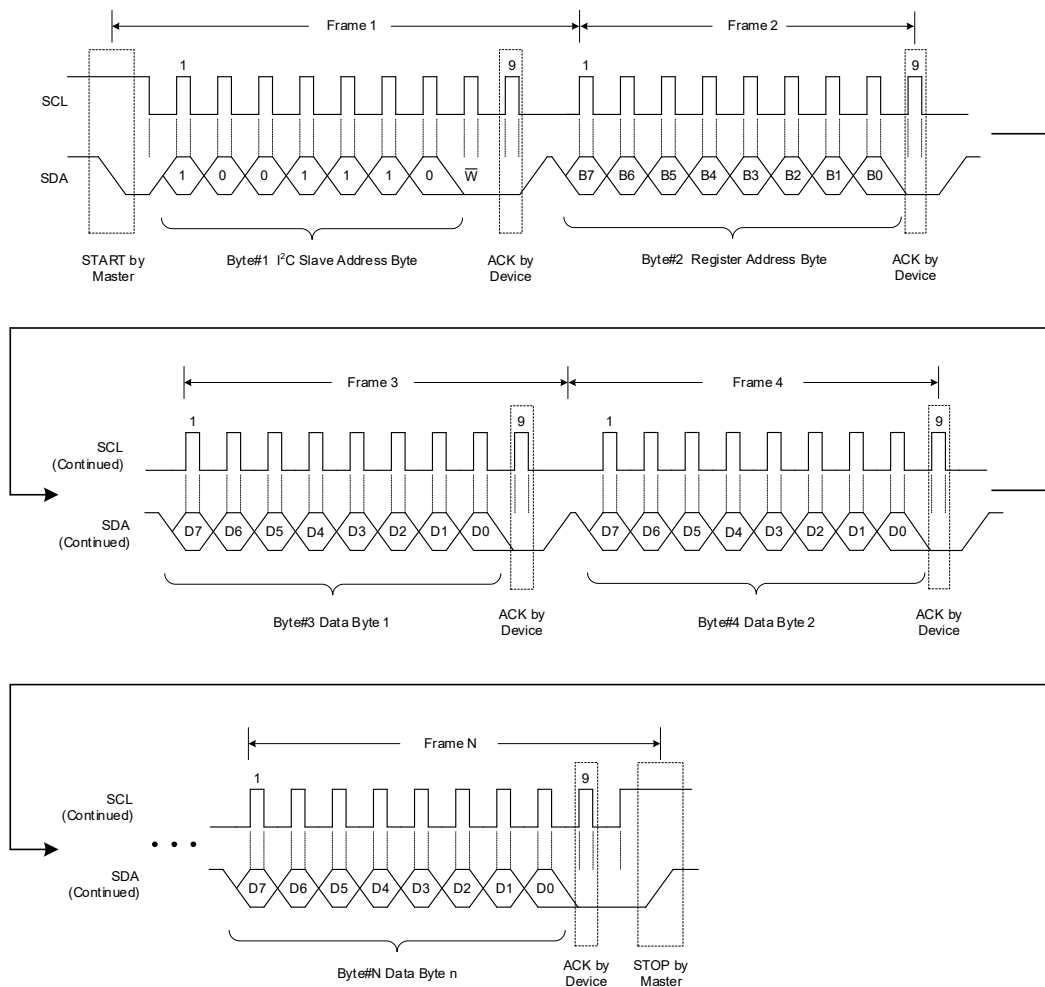 Frame 1 Frame 2
1 9 1 9
SCL
SDA 1 0 0 1 1 1 0 W̅ B7 B6 B5 B4 B3 B2 B1 B0
START by Master
Byte#1 I²C Slave Address Byte
ACK by Device
Byte#2 Register Address Byte
ACK by Device
Frame 3 Frame 4
1 9 1 9
SCL (Continued)
SDA (Continued) D7 D6 D5 D4 D3 D2 D1 D0 D7 D6 D5 D4 D3 D2 D1 D0
Byte#3 Data Byte 1
ACK by Device
Byte#4 Data Byte 2
ACK by Device
Frame N
1 9
SCL (Continued)
• • •
SDA (Continued) D7 D6 D5 D4 D3 D2 D1 D0
Byte#N Data Byte n
ACK by Device
STOP by Master